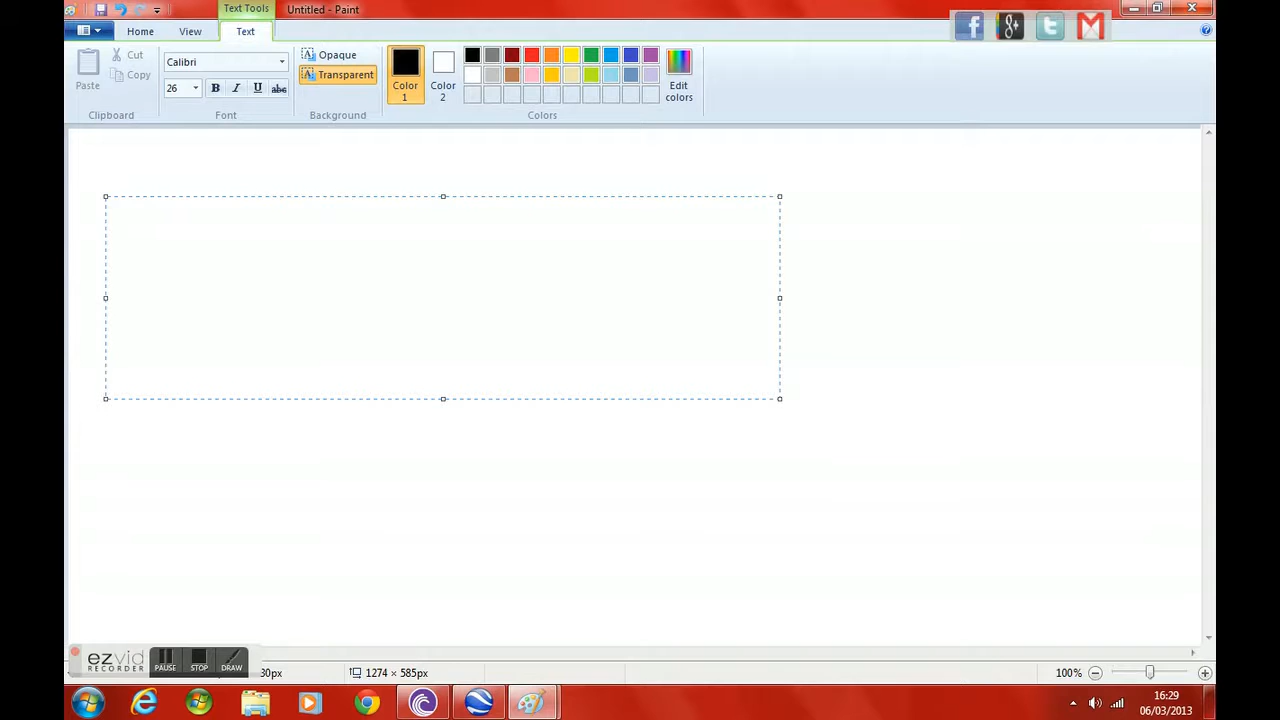 Text Tools
Untitled - Paint
Home
View
Text
Paste
Cut
Copy
Clipboard
Calibri
26
B
I
U
abc
Font
Opaque
Transparent
Background
Color
1
Color
2
Edit
colors
Colors
ezvid
RECORDER
PAUSE
STOP
DRAW
1274 × 585px
100%
16:29
06/03/2013